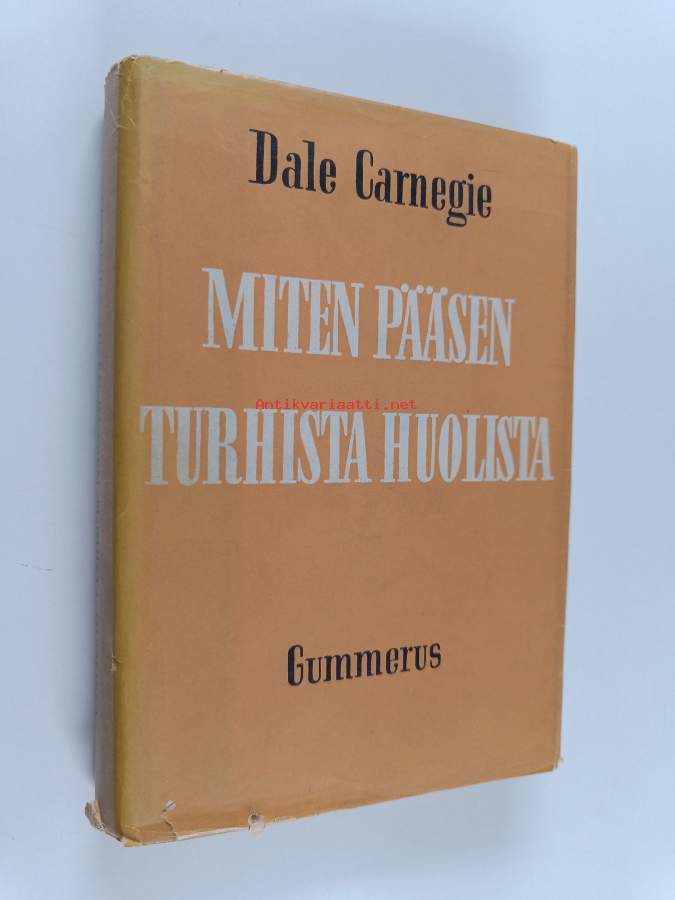 Dale Carnegie
MITEN PÄÄSEN
Antikvariaatti.net
TURHISTA HUOLISTA
Gummerus